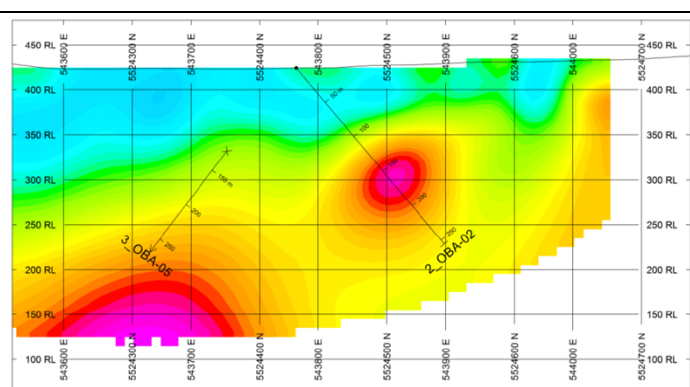 543600 E
5524300 N
543700 E
5524400 N
543800 E
5524500 N
543900 E
5524600 N
544000 E
5524700 N
450 RL
450 RL
400 RL
400 RL
350 RL
350 RL
300 RL
300 RL
250 RL
250 RL
200 RL
200 RL
150 RL
150 RL
100 RL
100 RL
50 m
100
150
200
250
2_OBA-02
150 m
200
250
3_OBA-05
543600 E
5524300 N
543700 E
5524400 N
543800 E
5524500 N
543900 E
5524600 N
544000 E
5524700 N